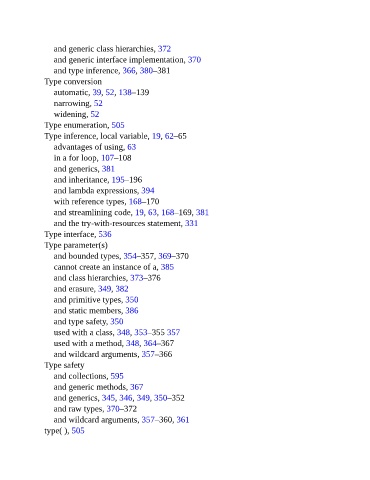 and generic class hierarchies, 372
and generic interface implementation, 370
and type inference, 366, 380–381
Type conversion
automatic, 39, 52, 138–139
narrowing, 52
widening, 52
Type enumeration, 505
Type inference, local variable, 19, 62–65
advantages of using, 63
in a for loop, 107–108
and generics, 381
and inheritance, 195–196
and lambda expressions, 394
with reference types, 168–170
and streamlining code, 19, 63, 168–169, 381
and the try-with-resources statement, 331
Type interface, 536
Type parameter(s)
and bounded types, 354–357, 369–370
cannot create an instance of a, 385
and class hierarchies, 373–376
and erasure, 349, 382
and primitive types, 350
and static members, 386
and type safety, 350
used with a class, 348, 353–355 357
used with a method, 348, 364–367
and wildcard arguments, 357–366
Type safety
and collections, 595
and generic methods, 367
and generics, 345, 346, 349, 350–352
and raw types, 370–372
and wildcard arguments, 357–360, 361
type( ), 505